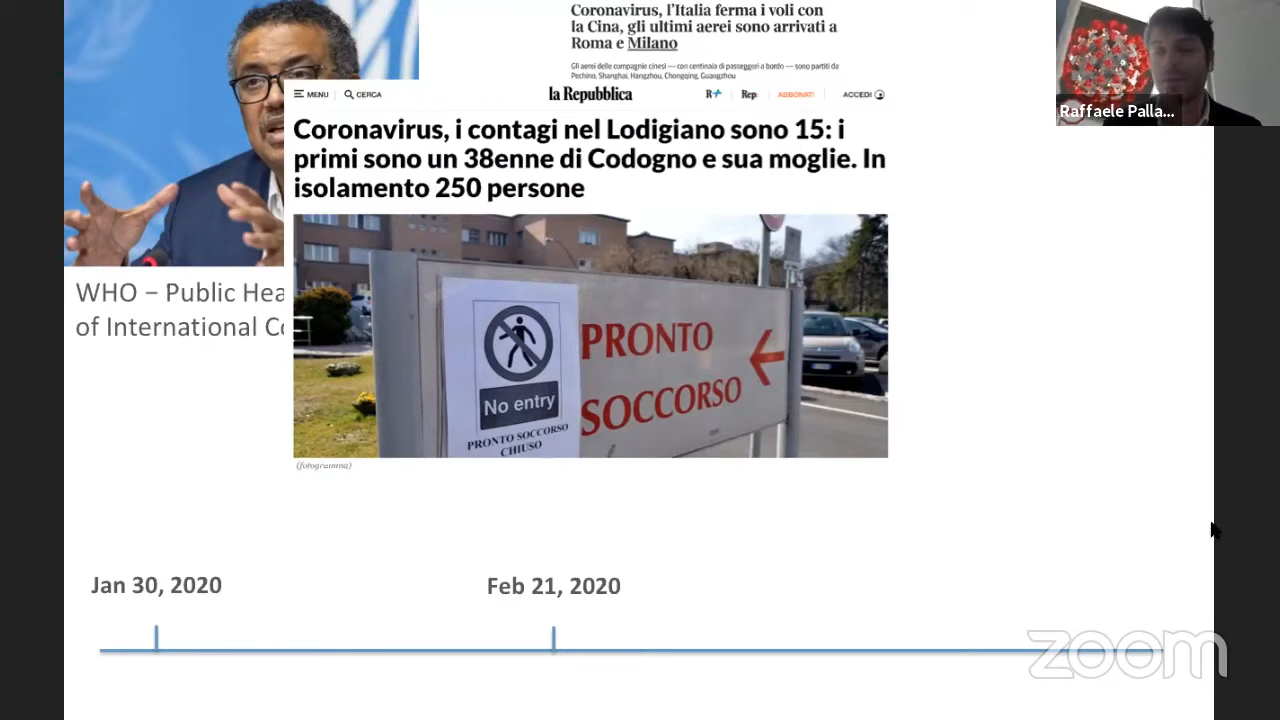 Coronavirus, l'Italia ferma i voli con
la Cina, gli ultimi aerei sono arrivati a
Roma e Milano
Gli aerei delle compagnie cinesi — con centinaia di passeggeri a bordo — sono partiti da
Pechino, Shanghai, Hangzhou, Chongqing, Guangzhou
Raffaele Palla...
MENU
CERCA
la Repubblica
R+
Rep:
ABBONATI
ACCEDI
Coronavirus, i contagi nel Lodigiano sono 15: i
primi sono un 38enne di Codogno e sua moglie. In
isolamento 250 persone
WHO – Public Hea
of International Co
No entry
PRONTO SOCCORSO
CHIUSO
PRONTO
SOCCORSO
(fotogramma)
Jan 30, 2020
Feb 21, 2020
zoom